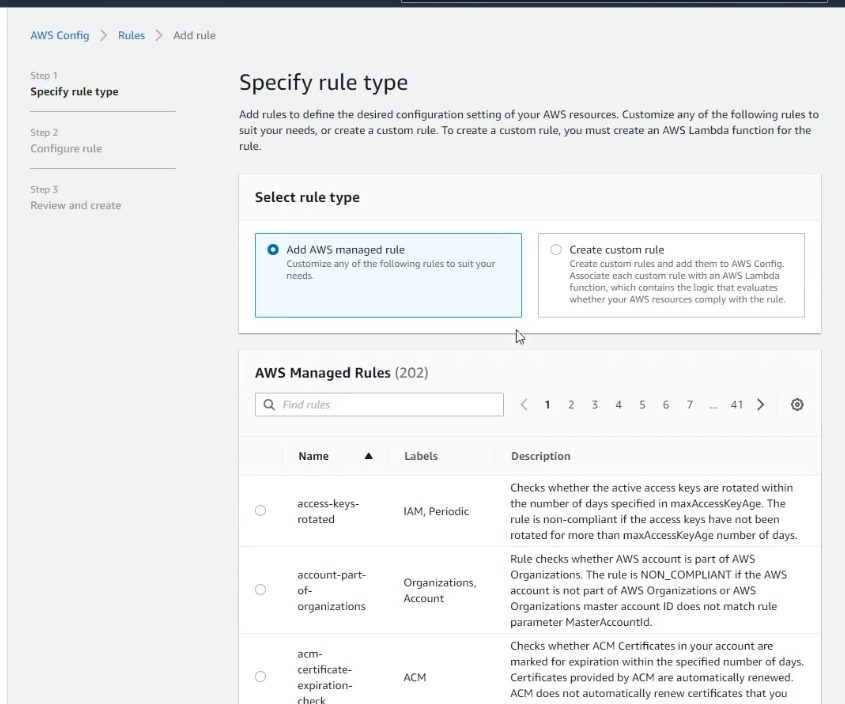 AWS Config > Rules > Add rule
Step 1
Specify rule type
Step 2
Configure rule
Step 3
Review and create
Specify rule type
Add rules to define the desired configuration setting of your AWS resources. Customize any of the following rules to
suit your needs, or create a custom rule. To create a custom rule, you must create an AWS Lambda function for the
rule.
Select rule type
Add AWS managed rule
Customize any of the following rules to suit your
needs.
Create custom rule
Create custom rules and add them to AWS Config.
Associate each custom rule with an AWS Lambda
function, which contains the logic that evaluates
whether your AWS resources comply with the rule.
AWS Managed Rules (202)
Find rules
< 1 2 3 4 5 6 7 ... 41 >
Name Labels Description
access-keys-
rotated
IAM, Periodic
Checks whether the active access keys are rotated within
the number of days specified in maxAccessKeyAge. The
rule is non-compliant if the access keys have not been
rotated for more than maxAccessKeyAge number of days.
account-part-
of-
organizations
Organizations,
Account
Rule checks whether AWS account is part of AWS
Organizations. The rule is NON_COMPLIANT if the AWS
account is not part of AWS Organizations or AWS
Organizations master account ID does not match rule
parameter MasterAccountId.
acm-
certificate-
expiration-
check
ACM
Checks whether ACM Certificates in your account are
marked for expiration within the specified number of days.
Certificates provided by ACM are automatically renewed.
ACM does not automatically renew certificates that you